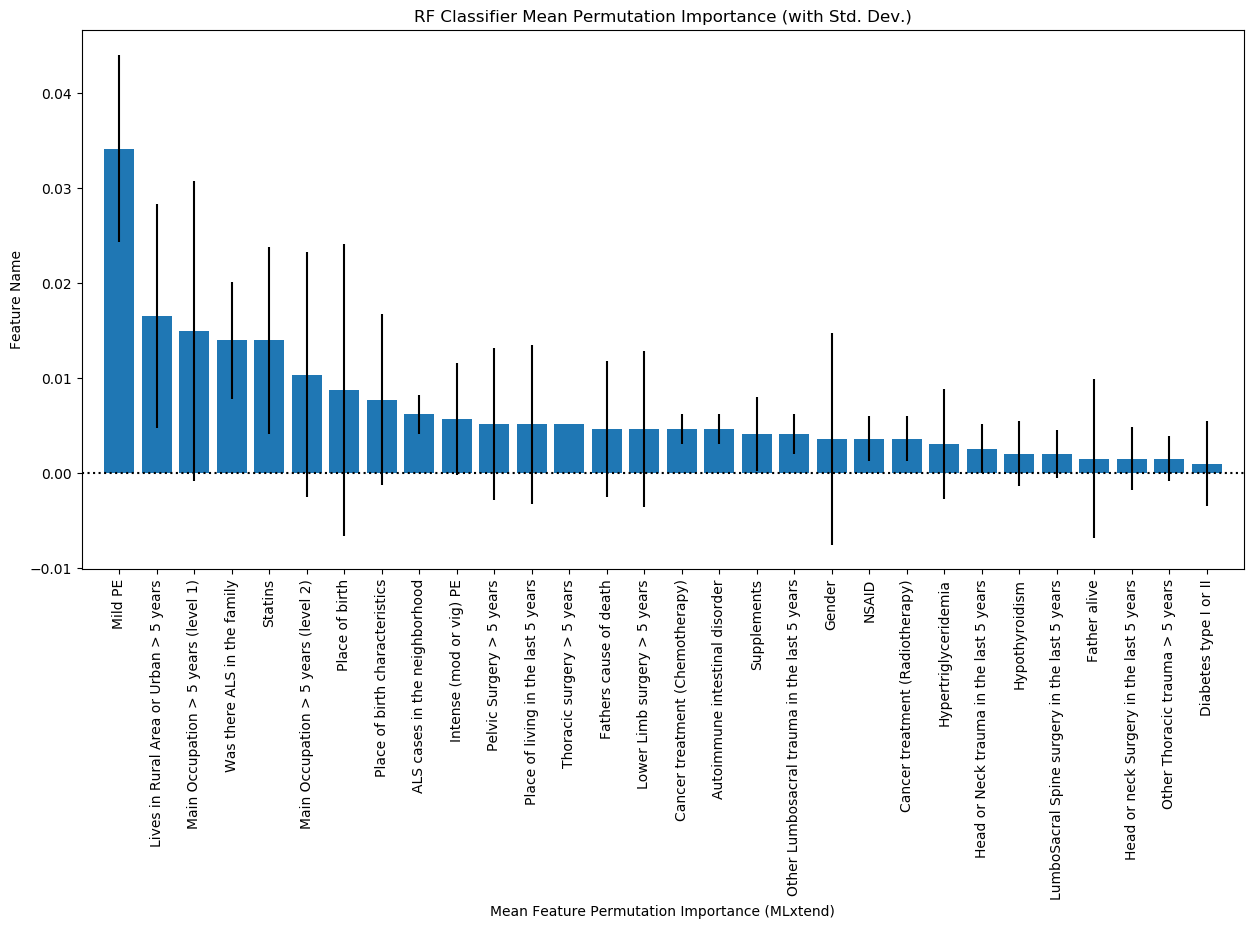 RF Classifier Mean Permutation Importance (with Std. Dev.)
Feature Name
0.04
0.03
0.02
0.01
0.00
−0.01
Mild PE
Lives in Rural Area or Urban > 5 years
Main Occupation > 5 years (level 1)
Was there ALS in the family
Statins
Main Occupation > 5 years (level 2)
Place of birth
Place of birth characteristics
ALS cases in the neighborhood
Intense (mod or vig) PE
Pelvic Surgery > 5 years
Place of living in the last 5 years
Thoracic surgery > 5 years
Fathers cause of death
Lower Limb surgery > 5 years
Cancer treatment (Chemotherapy)
Autoimmune intestinal disorder
Supplements
Other Lumbosacral trauma in the last 5 years
Gender
NSAID
Cancer treatment (Radiotherapy)
Hypertriglyceridemia
Head or Neck trauma in the last 5 years
Hypothyroidism
LumboSacral Spine surgery in the last 5 years
Father alive
Head or neck Surgery in the last 5 years
Other Thoracic trauma > 5 years
Diabetes type I or II
Mean Feature Permutation Importance (MLxtend)